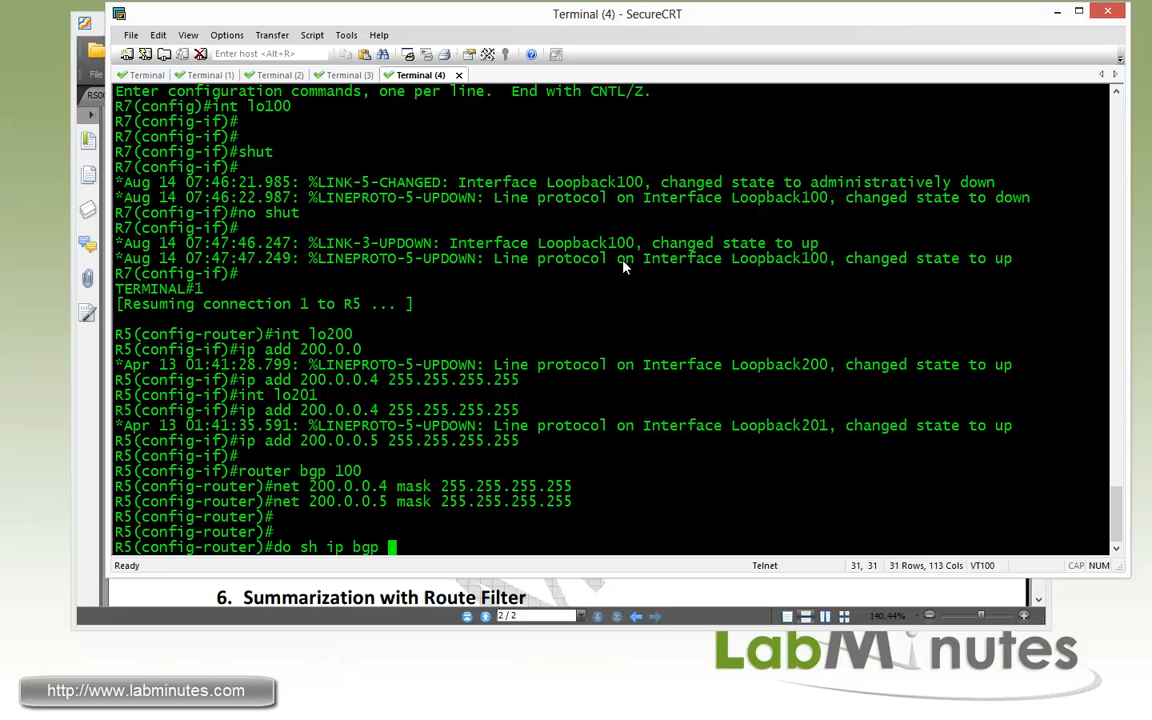 Terminal (4) - SecureCRT
File Edit View Options Transfer Script Tools Help
Enter host <Alt+R>
Terminal Terminal (1) Terminal (2) Terminal (3) Terminal (4)
File
RS00
Enter configuration commands, one per line.  End with CNTL/Z.
R7(config)#int lo100
R7(config-if)#
R7(config-if)#
R7(config-if)#shut
R7(config-if)#
*Aug 14 07:46:21.985: %LINK-5-CHANGED: Interface Loopback100, changed state to administratively down
*Aug 14 07:46:22.987: %LINEPROTO-5-UPDOWN: Line protocol on Interface Loopback100, changed state to down
R7(config-if)#no shut
R7(config-if)#
*Aug 14 07:47:46.247: %LINK-3-UPDOWN: Interface Loopback100, changed state to up
*Aug 14 07:47:47.249: %LINEPROTO-5-UPDOWN: Line protocol on Interface Loopback100, changed state to up
R7(config-if)#
TERMINAL#1
[Resuming connection 1 to R5 ... ]
R5(config-router)#int lo200
R5(config-if)#ip add 200.0.0
*Apr 13 01:41:28.799: %LINEPROTO-5-UPDOWN: Line protocol on Interface Loopback200, changed state to up
R5(config-if)#ip add 200.0.0.4 255.255.255.255
R5(config-if)#int lo201
R5(config-if)#ip add 200.0.0.4 255.255.255.255
*Apr 13 01:41:35.591: %LINEPROTO-5-UPDOWN: Line protocol on Interface Loopback201, changed state to up
R5(config-if)#ip add 200.0.0.5 255.255.255.255
R5(config-if)#
R5(config-if)#router bgp 100
R5(config-router)#net 200.0.0.4 mask 255.255.255.255
R5(config-router)#net 200.0.0.5 mask 255.255.255.255
R5(config-router)#
R5(config-router)#
R5(config-router)#do sh ip bgp
Ready Telnet 31, 31 31 Rows, 113 Cols VT100 CAP NUM
6. Summarization with Route Filter
2 / 2 140.44%
LabMinutes
http://www.labminutes.com